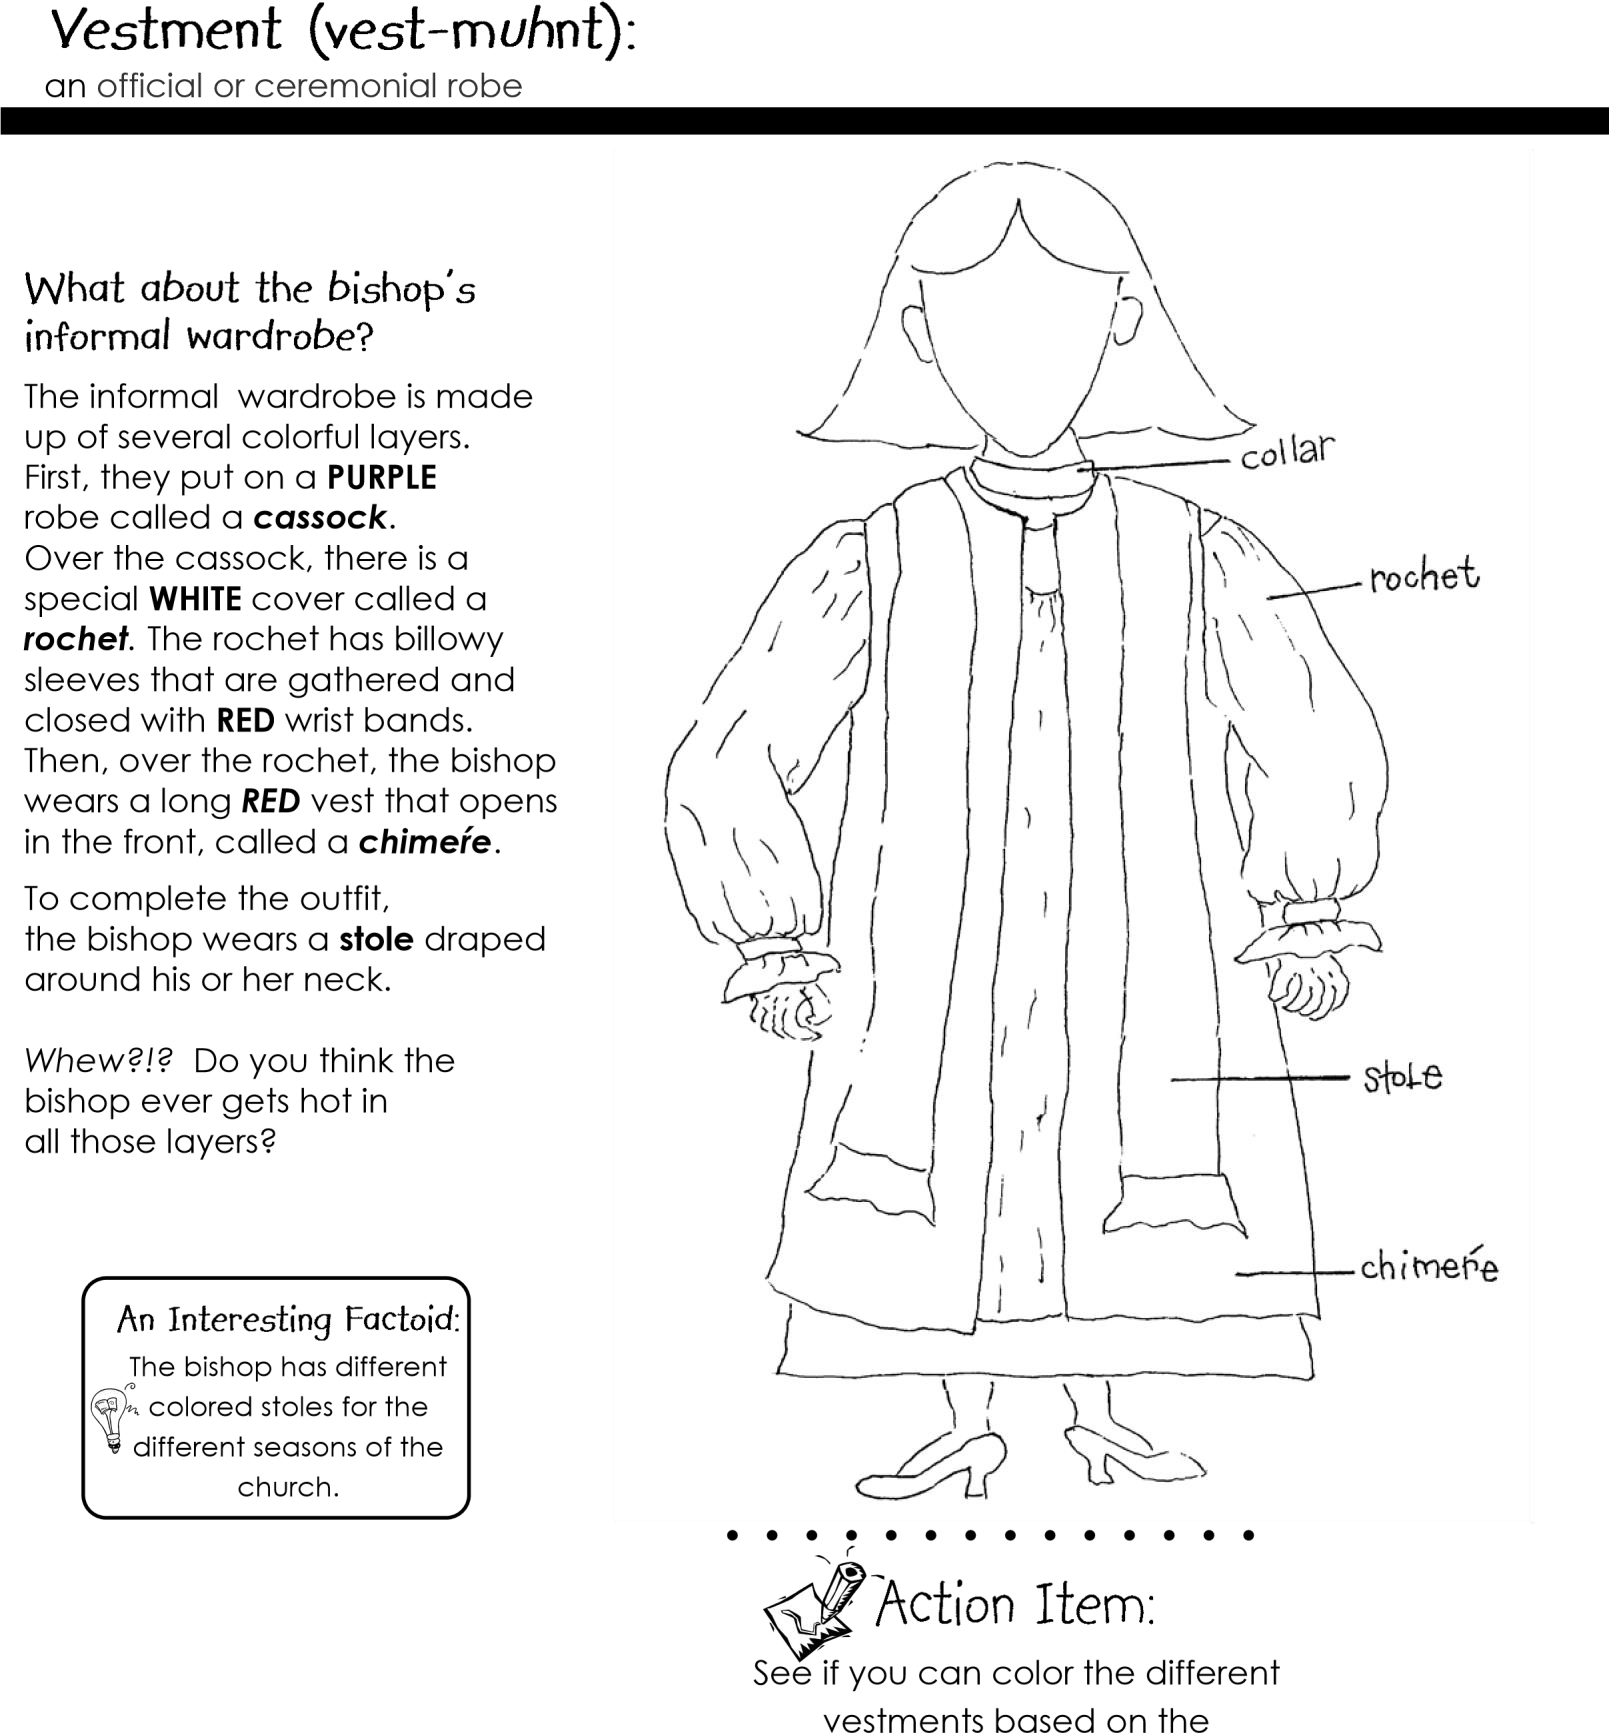 Vestment (vest-muhnt):
an official or ceremonial robe
What about the bishop's
informal wardrobe?
The informal wardrobe is made
up of several colorful layers.
First, they put on a PURPLE
robe called a cassock.
Over the cassock, there is a
special WHITE cover called a
rochet. The rochet has billowy
sleeves that are gathered and
closed with RED wrist bands.
Then, over the rochet, the bishop
wears a long RED vest that opens
in the front, called a chimeŕe.
To complete the outfit,
the bishop wears a stole draped
around his or her neck.
Whew?!? Do you think the
bishop ever gets hot in
all those layers?
An Interesting Factoid:
The bishop has different
colored stoles for the
different seasons of the
church.
collar
rochet
stole
chimeŕe
Action Item:
See if you can color the different
vestments based on the